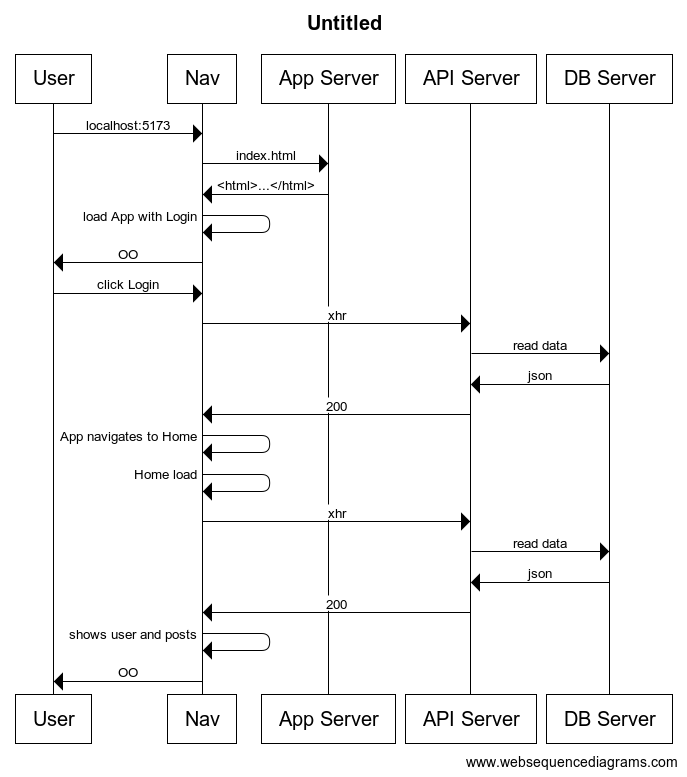 Untitled
User Nav App Server API Server DB Server
localhost:5173
index.html
<html>...</html>
load App with Login
OO
click Login
xhr
read data
json
200
App navigates to Home
Home load
xhr
read data
json
200
shows user and posts
OO
User Nav App Server API Server DB Server
www.websequencediagrams.com